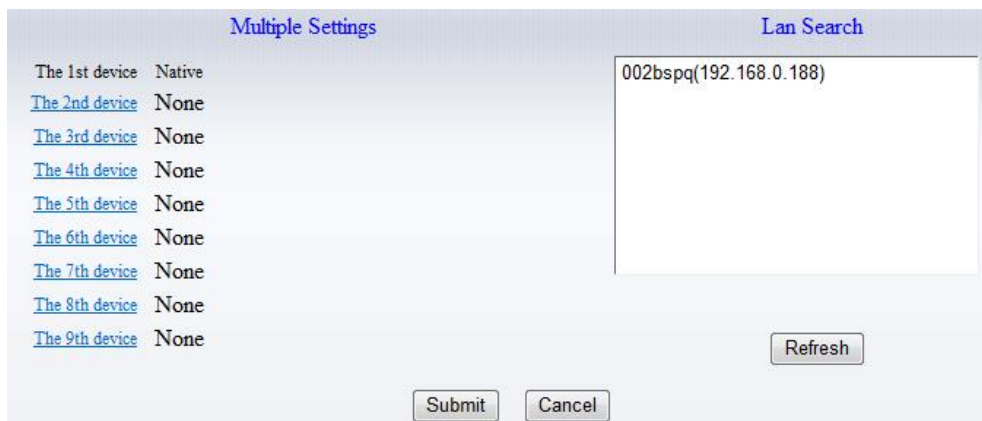 Multiple Settings
Lan Search
The 1st device Native
The 2nd device None
The 3rd device None
The 4th device None
The 5th device None
The 6th device None
The 7th device None
The 8th device None
The 9th device None
002bspq(192.168.0.188)
Refresh
Submit Cancel